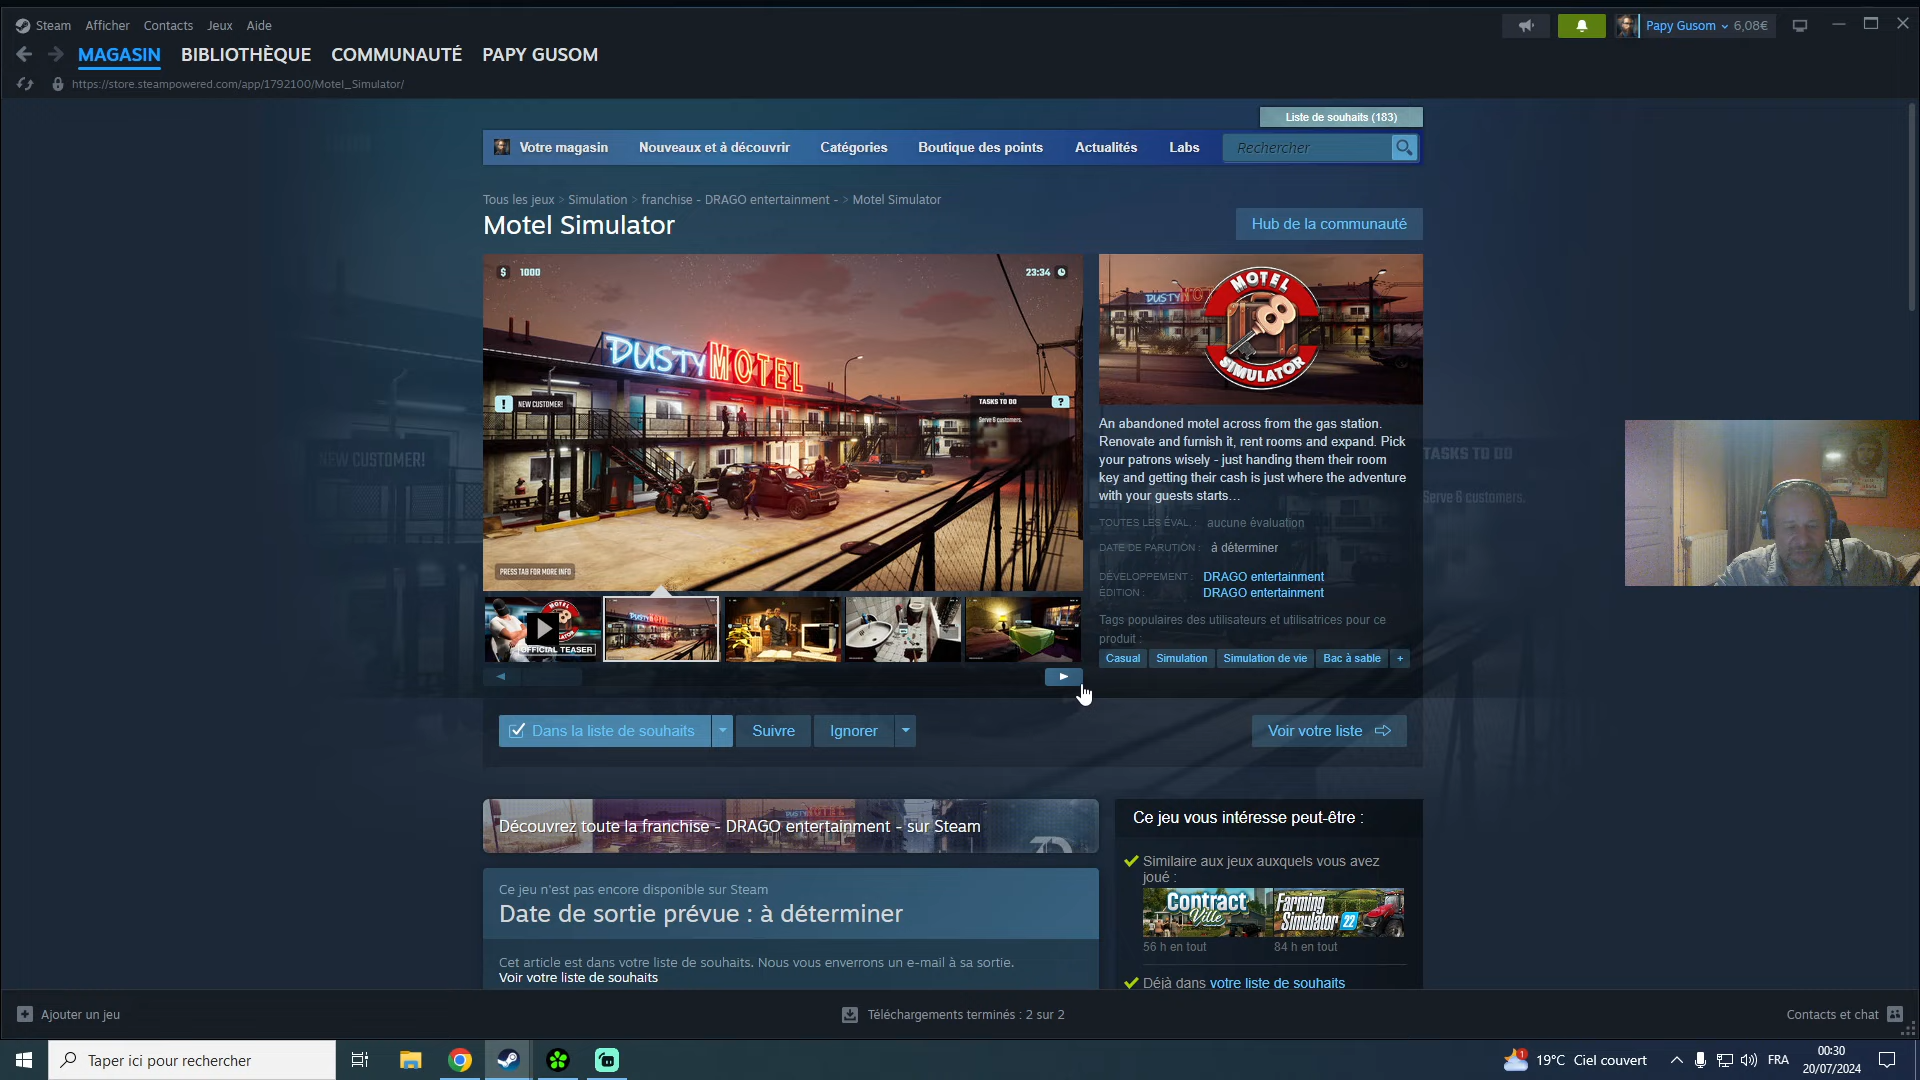 Steam Afficher Contacts Jeux Aide
Papy Gusom 6,08€
MAGASIN BIBLIOTHÈQUE COMMUNAUTÉ PAPY GUSOM
https://store.steampowered.com/app/1792100/Motel_Simulator/
Liste de souhaits (183)
Votre magasin Nouveaux et à découvrir Catégories Boutique des points Actualités Labs Rechercher
Tous les jeux > Simulation > franchise - DRAGO entertainment - > Motel Simulator
Motel Simulator
Hub de la communauté
$ 1000
23:34
DUSTY MOTEL
NEW CUSTOMER!
TASKS TO DO ?
Serve 6 customers.
PRESS TAB FOR MORE INFO
DUSTY MO
MOTEL
8
SIMULATOR
An abandoned motel across from the gas station.
Renovate and furnish it, rent rooms and expand. Pick
your patrons wisely - just handing them their room
key and getting their cash is just where the adventure
with your guests starts…
TOUTES LES ÉVAL. : aucune évaluation
DATE DE PARUTION : à déterminer
DÉVELOPPEMENT : DRAGO entertainment
ÉDITION : DRAGO entertainment
Tags populaires des utilisateurs et utilisatrices pour ce
produit :
Casual Simulation Simulation de vie Bac à sable +
NEW CUSTOMER!
TASKS TO DO
Serve 6 customers.
OFFICIAL TEASER
Dans la liste de souhaits Suivre Ignorer Voir votre liste
Découvrez toute la franchise - DRAGO entertainment - sur Steam
Ce jeu n'est pas encore disponible sur Steam
Date de sortie prévue : à déterminer
Cet article est dans votre liste de souhaits. Nous vous enverrons un e-mail à sa sortie.
Voir votre liste de souhaits
Ce jeu vous intéresse peut-être :
Similaire aux jeux auxquels vous avez
joué :
Contract Ville
Farming Simulator 22
56 h en tout 84 h en tout
Déjà dans votre liste de souhaits
Ajouter un jeu
Téléchargements terminés : 2 sur 2
Contacts et chat
Taper ici pour rechercher
1 19°C Ciel couvert FRA
00:30
20/07/2024